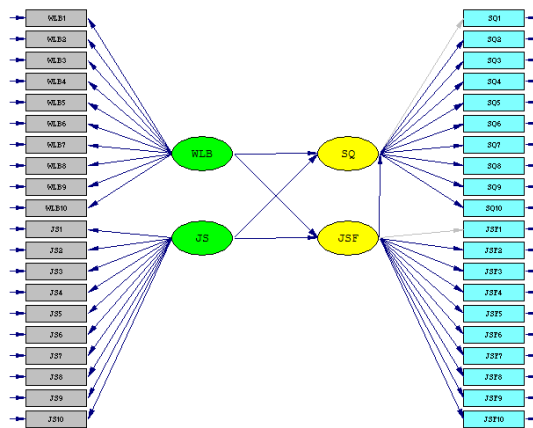 WLB1
WLB2
WLB3
WLB4
WLB5
WLB6
WLB7
WLB8
WLB9
WLB10
JS1
JS2
JS3
JS4
JS5
JS6
JS7
JS8
JS9
JS10
WLB
JS
SQ
JSF
SQ1
SQ2
SQ3
SQ4
SQ5
SQ6
SQ7
SQ8
SQ9
SQ10
JSF1
JSF2
JSF3
JSF4
JSF5
JSF6
JSF7
JSF8
JSF9
JSF10